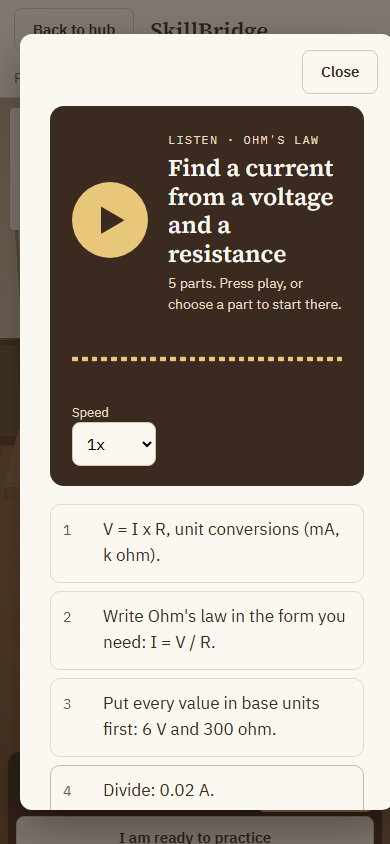 Back to hub
SkillBridge
Close
LISTEN · OHM'S LAW
Find a current
from a voltage
and a
resistance
5 parts. Press play, or
choose a part to start there.
Speed
1x
1
V = I x R, unit conversions (mA,
k ohm).
2
Write Ohm's law in the form you
need: I = V / R.
3
Put every value in base units
first: 6 V and 300 ohm.
4
Divide: 0.02 A.
I am ready to practice